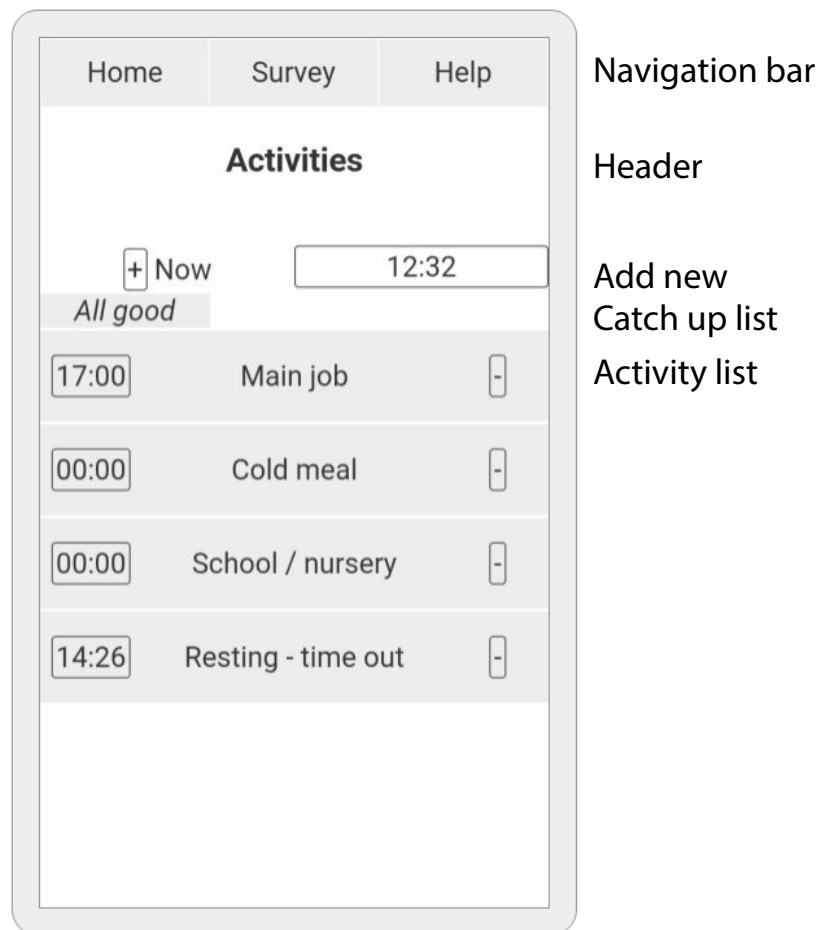 Home Survey Help Navigation bar
Activities Header
+ Now 12:32 Add new
All good Catch up list
17:00 Main job - Activity list
00:00 Cold meal -
00:00 School / nursery -
14:26 Resting - time out -